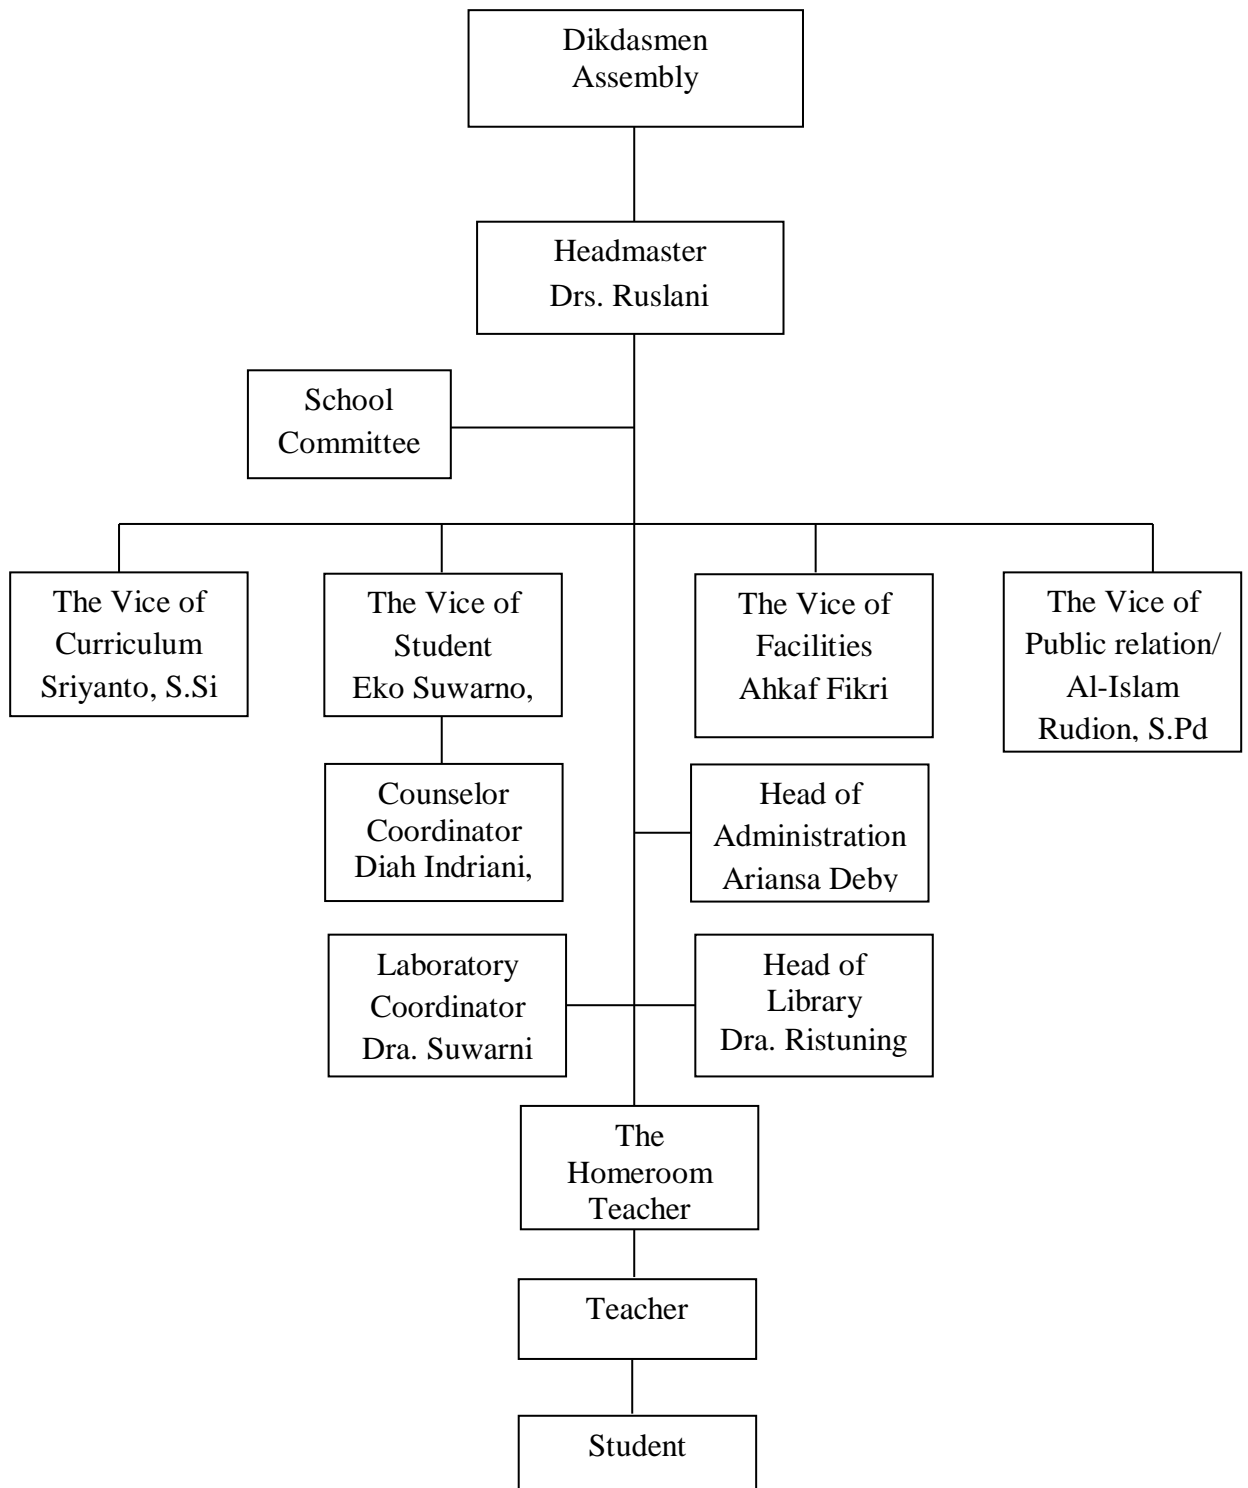 Dikdasmen
Assembly
Headmaster
Drs. Ruslani
School
Committee
The Vice of
Curriculum
Sriyanto, S.Si
The Vice of
Student
Eko Suwarno,
The Vice of
Facilities
Ahkaf Fikri
The Vice of
Public relation/
Al-Islam
Rudion, S.Pd
Counselor
Coordinator
Diah Indriani,
Head of
Administration
Ariansa Deby
Laboratory
Coordinator
Dra. Suwarni
Head of
Library
Dra. Ristuning
The
Homeroom
Teacher
Teacher
Student